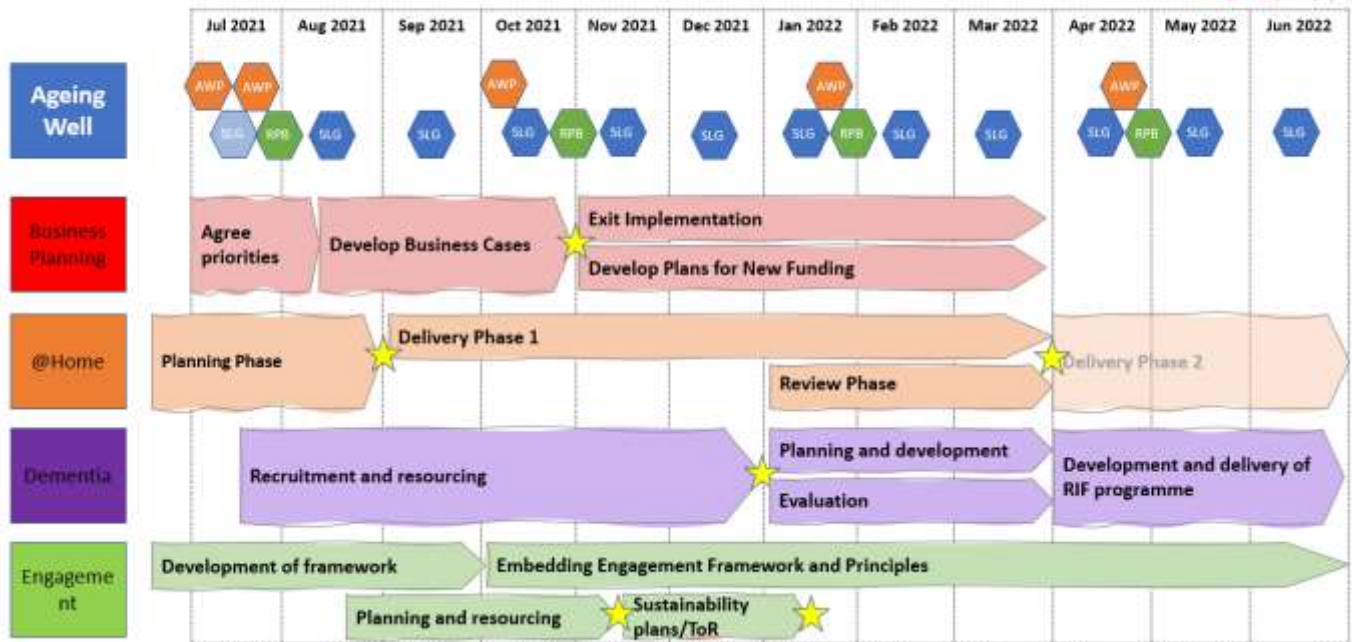 Jul 2021 Aug 2021 Sep 2021 Oct 2021 Nov 2021 Dec 2021 Jan 2022 Feb 2022 Mar 2022 Apr 2022 May 2022 Jun 2022
Ageing
Well
AWP AWP AWP AWP AWP
SLG RPB SLG SLG SLG RPB SLG SLG SLG RPB SLG SLG SLG RPB SLG SLG
Business
Planning
Agree
priorities
Develop Business Cases
Exit Implementation
Develop Plans for New Funding
@Home
Planning Phase
Delivery Phase 1
Review Phase
Delivery Phase 2
Dementia
Recruitment and resourcing
Planning and development
Evaluation
Development and delivery of
RIF programme
Engageme
nt
Development of framework
Embedding Engagement Framework and Principles
Planning and resourcing
Sustainability
plans/ToR